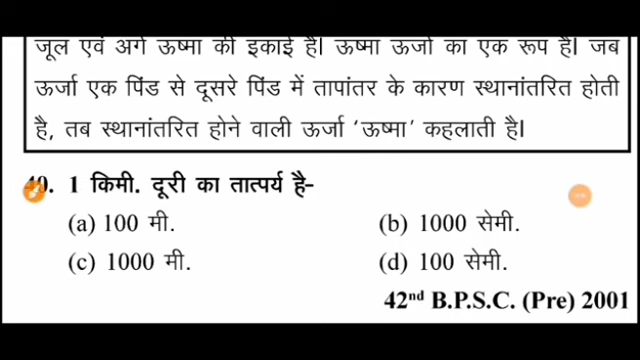 जूल एवं अर्ग ऊष्मा की इकाई है। ऊष्मा ऊर्जा का एक रूप है। जब
ऊर्जा एक पिंड से दूसरे पिंड में तापांतर के कारण स्थानांतरित होती
है, तब स्थानांतरित होने वाली ऊर्जा ‘ऊष्मा’ कहलाती है।
40. 1 किमी. दूरी का तात्पर्य है-
(a) 100 मी. (b) 1000 सेमी.
(c) 1000 मी. (d) 100 सेमी.
42nd B.P.S.C. (Pre) 2001